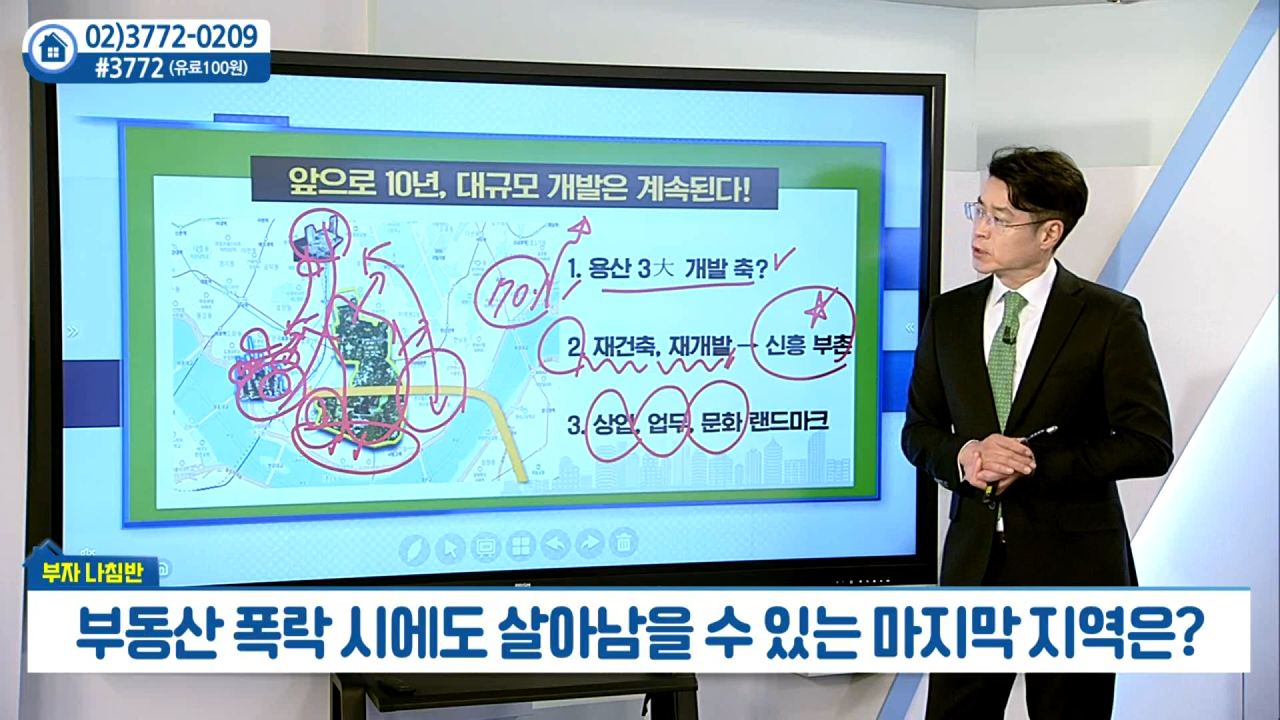 02)3772-0209
#3772 (유료100원)
앞으로 10년, 대규모 개발은 계속된다!
170%
1. 용산 3大 개발 축?
2. 재건축, 재개발 → 신흥 부촌
3. 상업, 업무, 문화 랜드마크
부자 나침반
부동산 폭락 시에도 살아남을 수 있는 마지막 지역은?